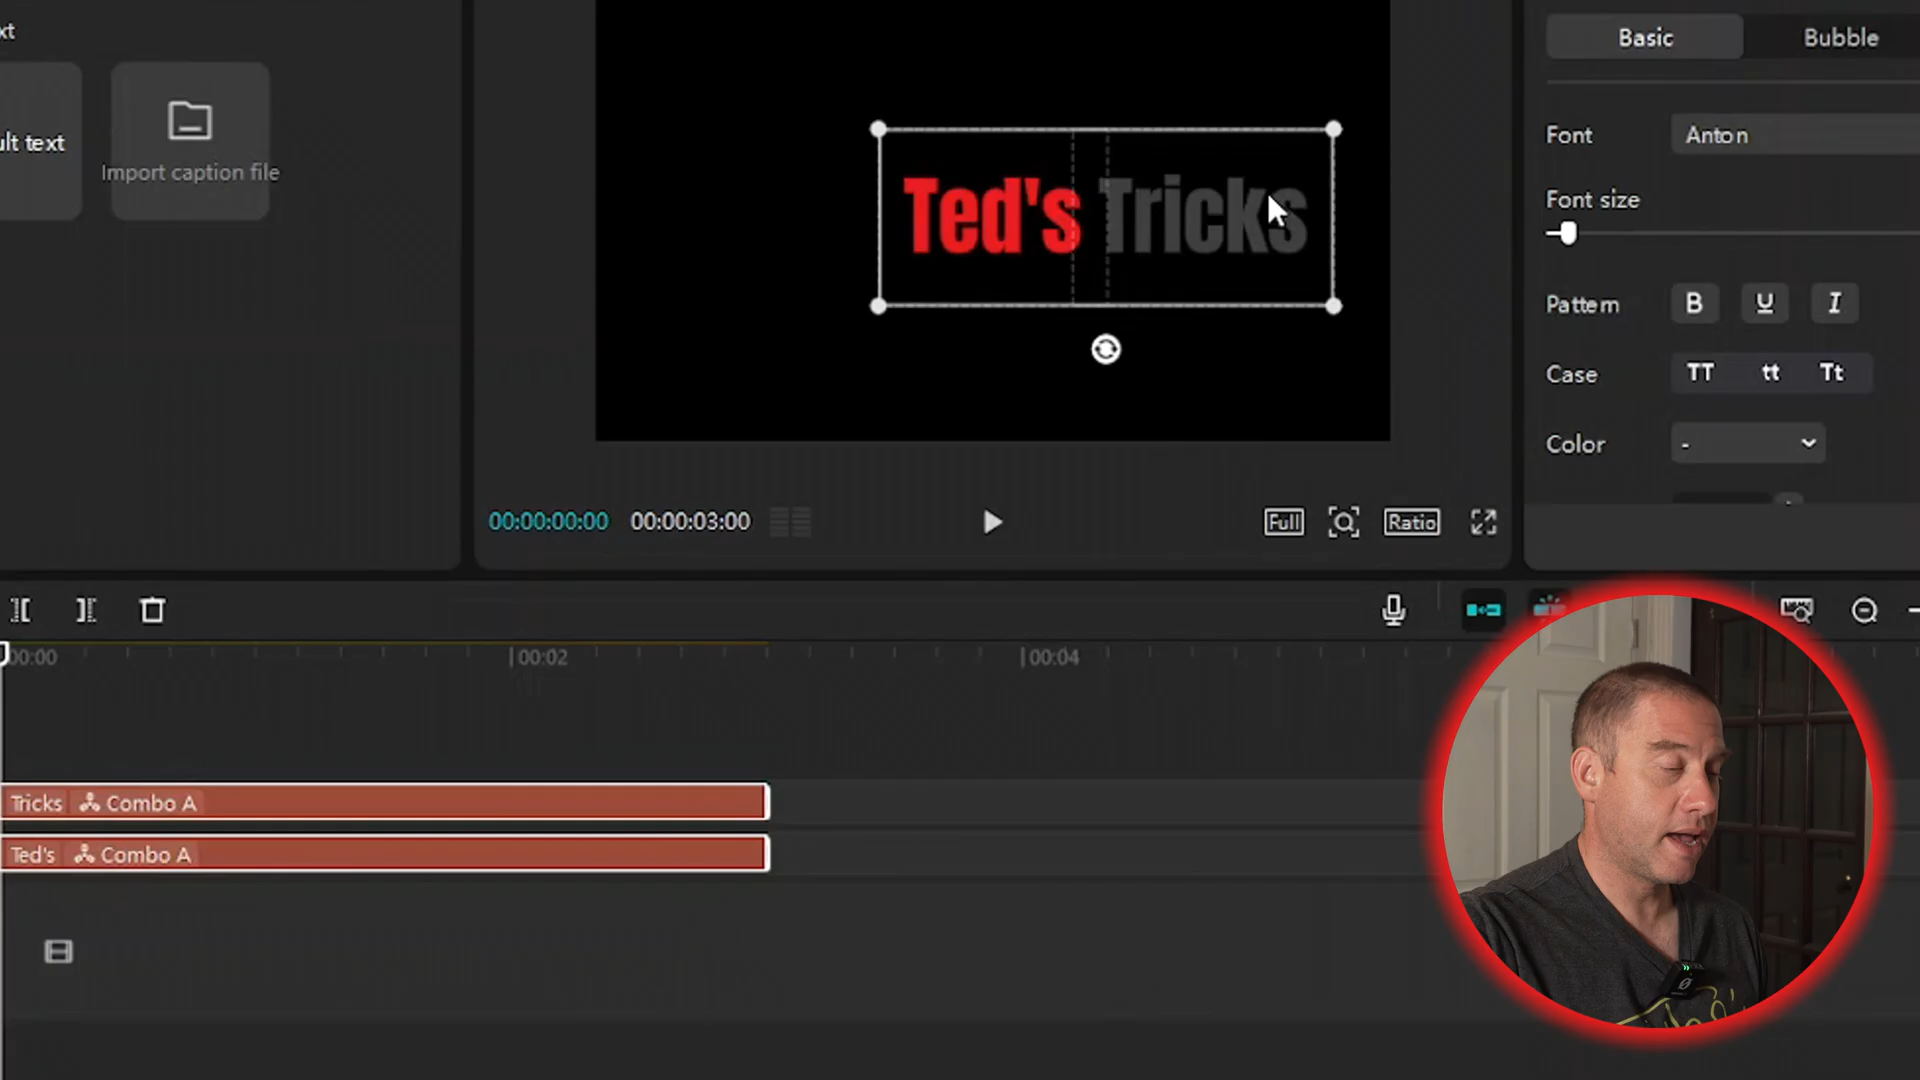 xt
ult text
Import caption file
Ted's Tricks
Basic
Bubble
Font
Anton
Font size
Pattern
B
U
I
Case
TT
tt
Tt
Color
-
00:00:00:00
00:00:03:00
Full
Ratio
00:00
00:02
00:04
Tricks
Combo A
Ted's
Combo A